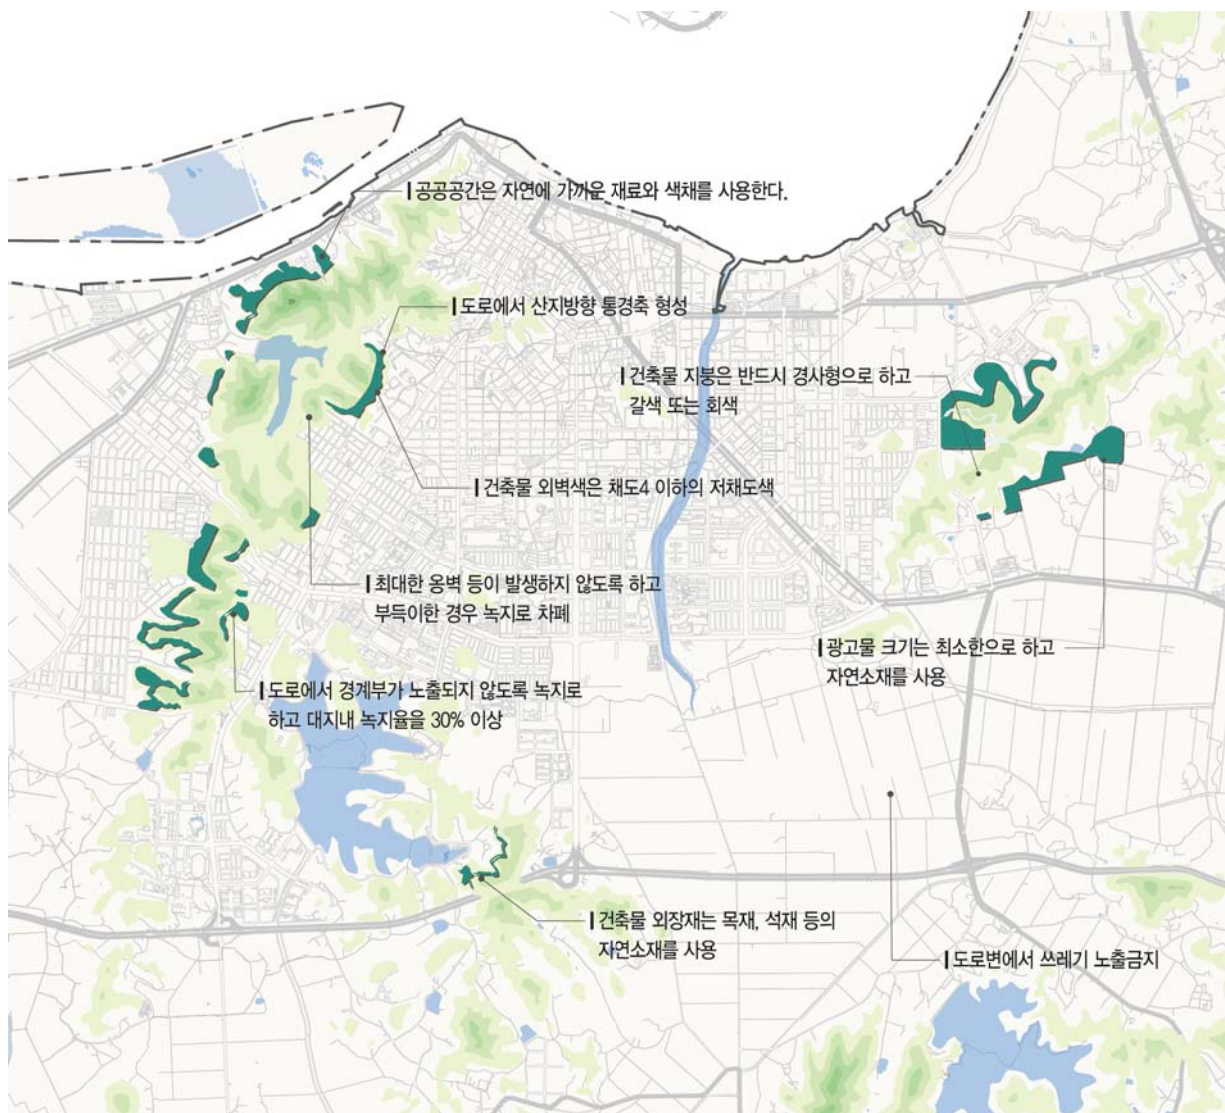 공공공간은 자연에 가까운 재료와 색채를 사용한다.
도로에서 산지방향 통경축 형성
건축물 지붕은 반드시 경사형으로 하고
갈색 또는 회색
건축물 외벽색은 채도4 이하의 저채도색
최대한 옹벽 등이 발생하지 않도록 하고
부득이한 경우 녹지로 차폐
광고물 크기는 최소한으로 하고
자연소재를 사용
도로에서 경계부가 노출되지 않도록 녹지로
하고 대지내 녹지율을 30% 이상
건축물 외장재는 목재, 석재 등의
자연소재를 사용
도로변에서 쓰레기 노출금지